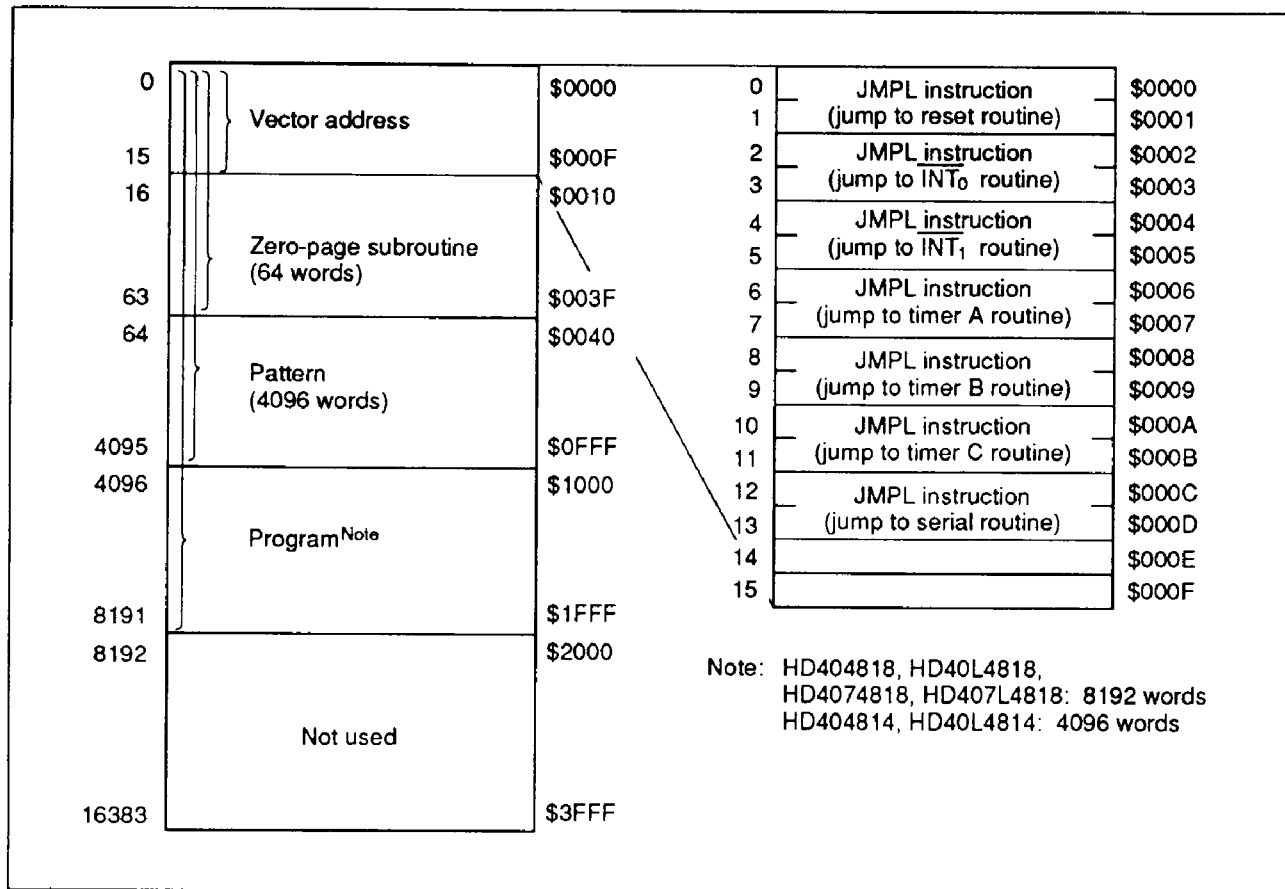 0
$0000
Vector address
15
$000F
16
$0010
Zero-page subroutine
(64 words)
63
$003F
64
$0040
Pattern
(4096 words)
4095
$0FFF
4096
$1000
Program^Note
8191
$1FFF
8192
$2000
Not used
16383
$3FFF
0 JMPL instruction $0000
1 (jump to reset routine) $0001
2 JMPL instruction $0002
3 (jump to I̅N̅T̅₀ routine) $0003
4 JMPL instruction $0004
5 (jump to I̅N̅T̅₁ routine) $0005
6 JMPL instruction $0006
7 (jump to timer A routine) $0007
8 JMPL instruction $0008
9 (jump to timer B routine) $0009
10 JMPL instruction $000A
11 (jump to timer C routine) $000B
12 JMPL instruction $000C
13 (jump to serial routine) $000D
14 $000E
15 $000F
Note: HD404818, HD40L4818,
HD4074818, HD407L4818: 8192 words
HD404814, HD40L4814: 4096 words